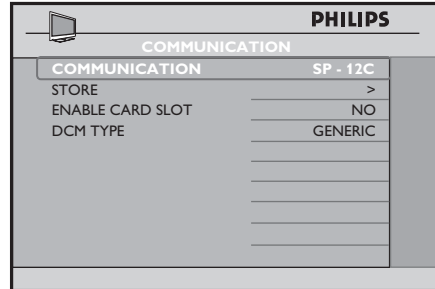 PHILIPS
COMMUNICATION
COMMUNICATION SP - 12C
STORE >
ENABLE CARD SLOT NO
DCM TYPE GENERIC